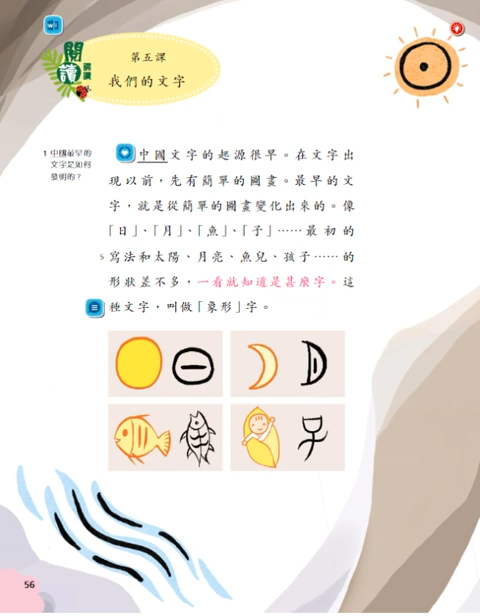 閱讀
第五課
我們的文字
1 中國最早的
文字是如何
發明的？
中國文字的起源很早。在文字出
現以前，先有簡單的圖畫。最早的文
字，就是從簡單的圖畫變化出來的。像
「日」、「月」、「魚」、「子」……最初的
5 寫法和太陽、月亮、魚兒、孩子……的
形狀差不多，一看就知道是甚麼字。這
種文字，叫做「象形」字。
56